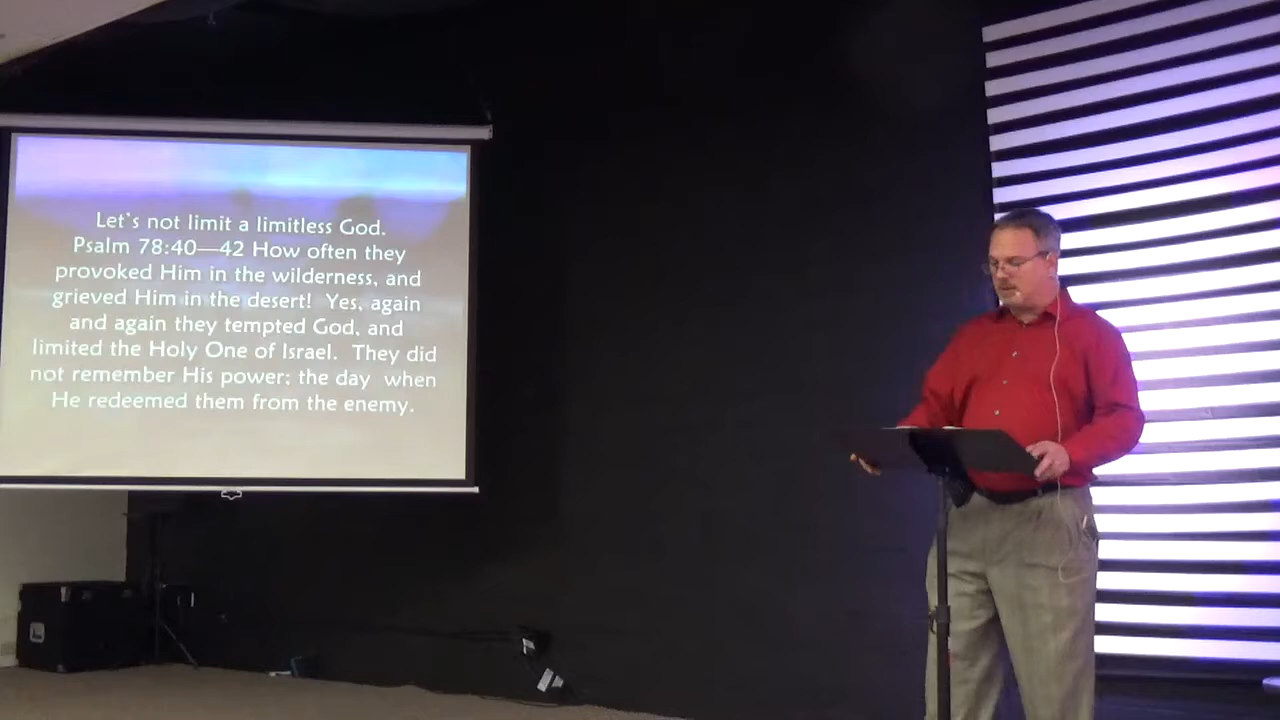 Let's not limit a limitless God.
Psalm 78:40—42 How often they
provoked Him in the wilderness, and
grieved Him in the desert!  Yes, again
and again they tempted God, and
limited the Holy One of Israel.  They did
not remember His power: the day  when
He redeemed them from the enemy.